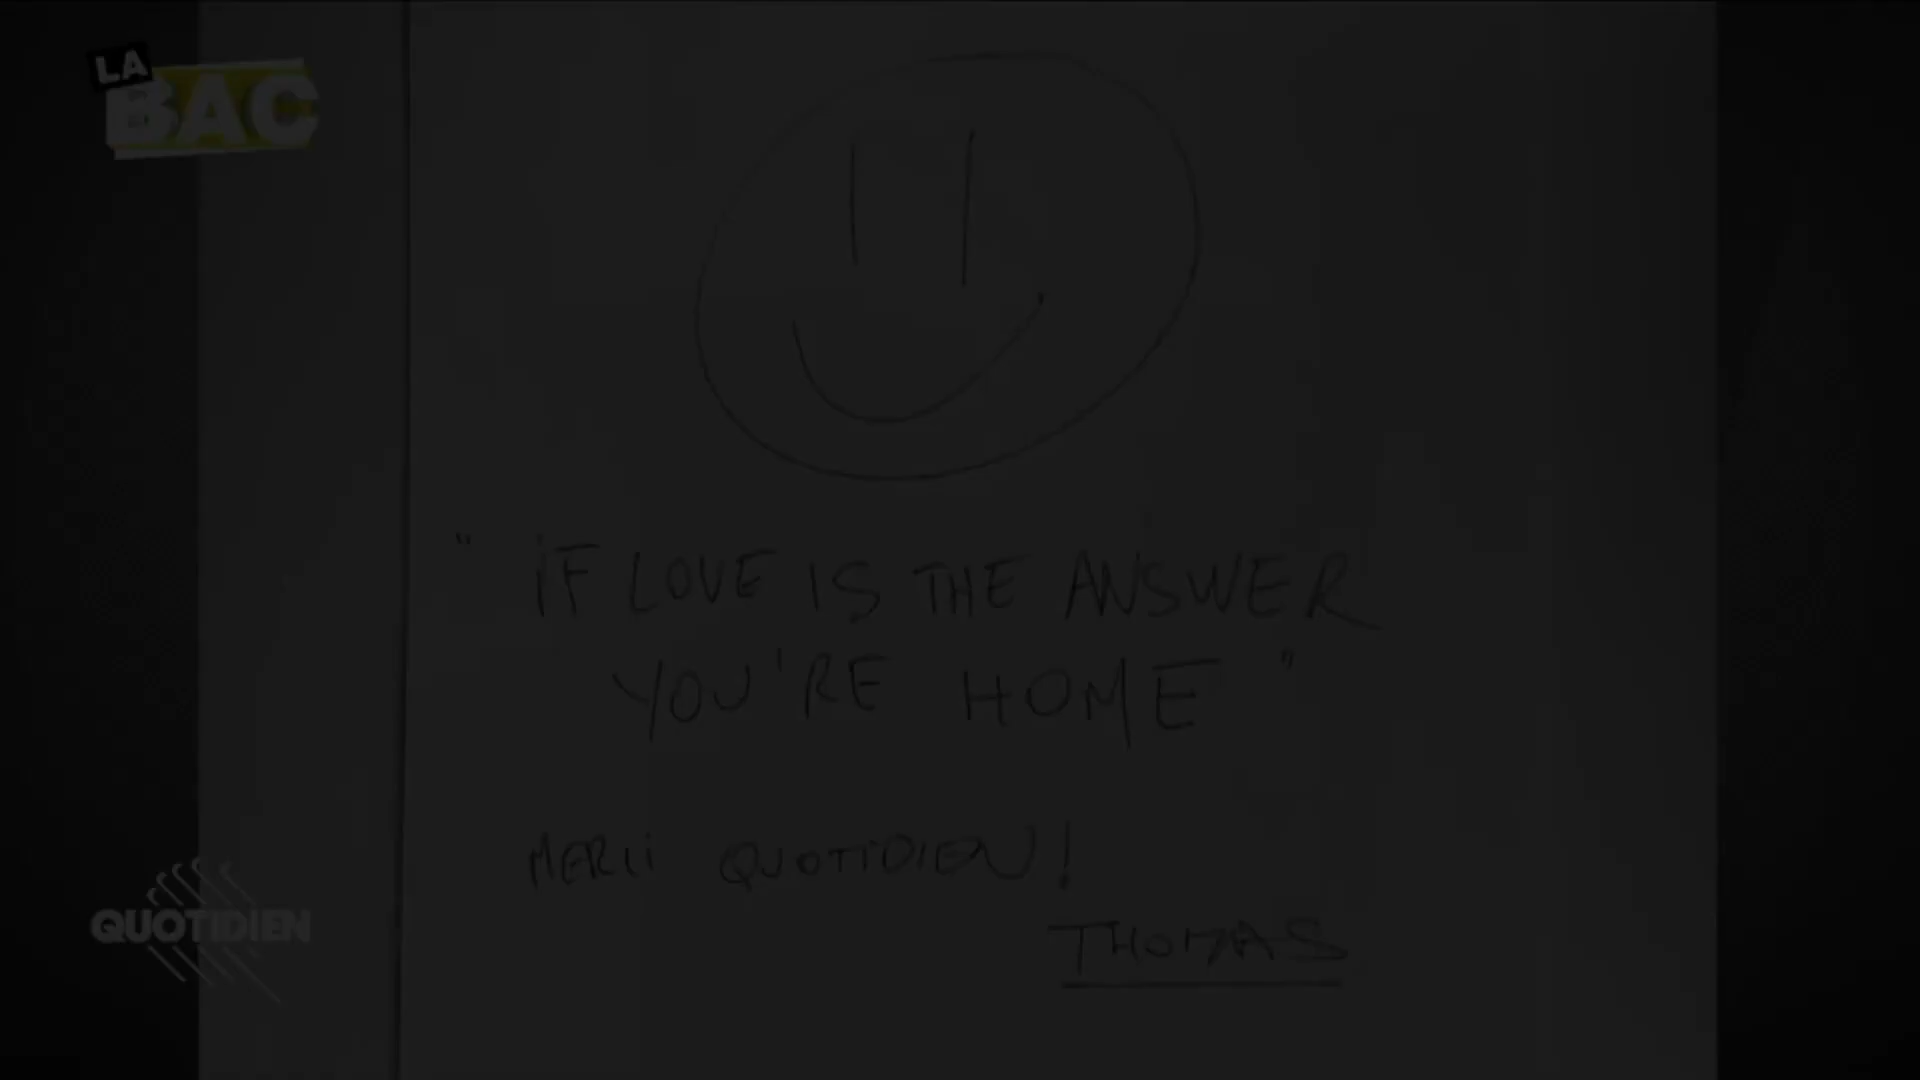 LA
BAC
" IF LOVE IS THE ANSWER
YOU'RE HOME "
MERCI QUOTIDIEN !
THOMAS
QUOTIDIEN